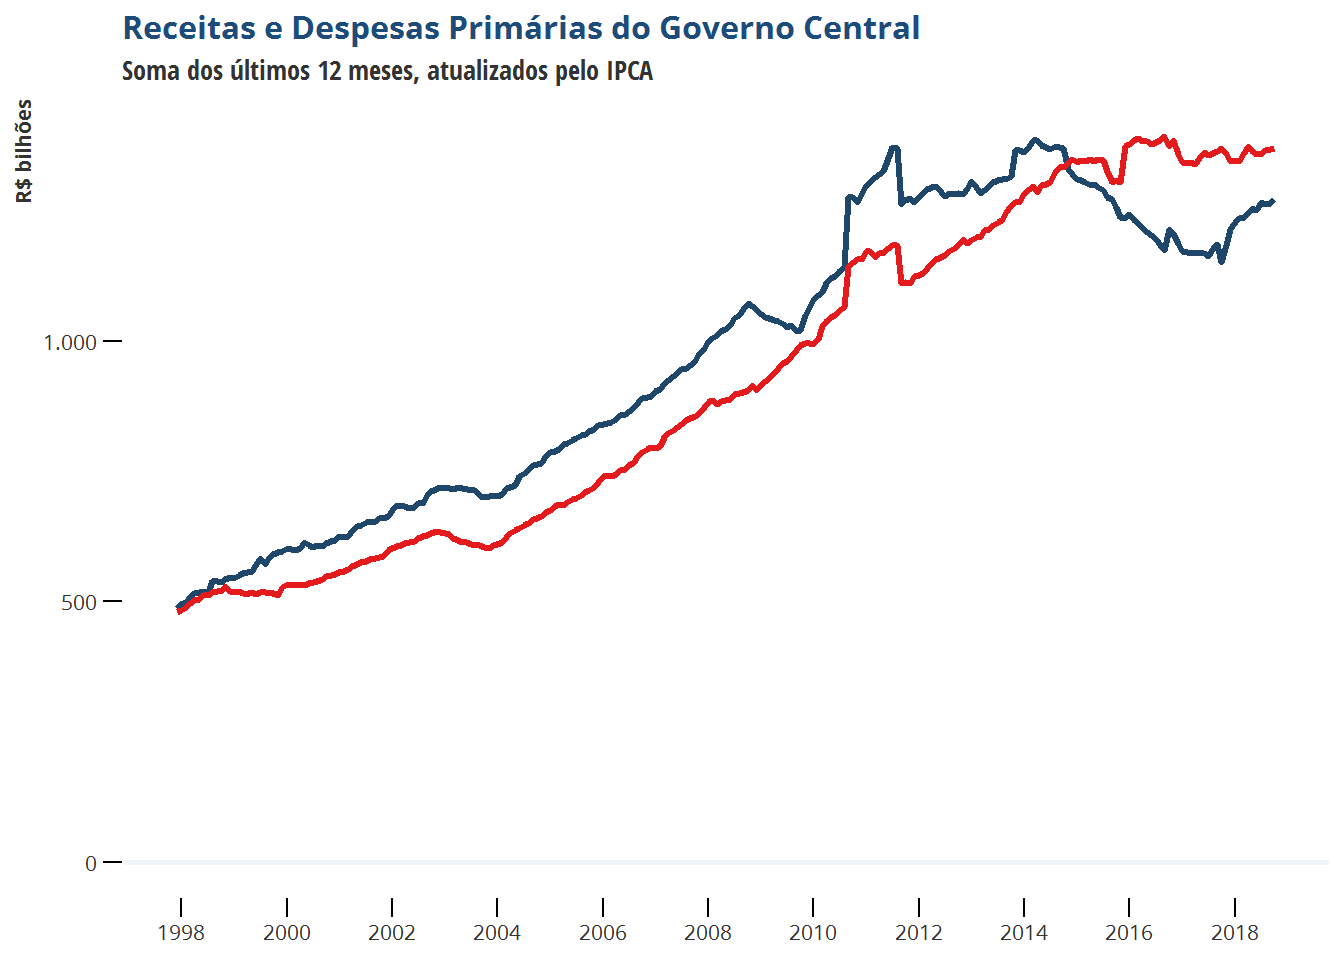 Receitas e Despesas Primárias do Governo Central
Soma dos últimos 12 meses, atualizados pelo IPCA
R$ bilhões
1.000
500
0
1998 2000 2002 2004 2006 2008 2010 2012 2014 2016 2018